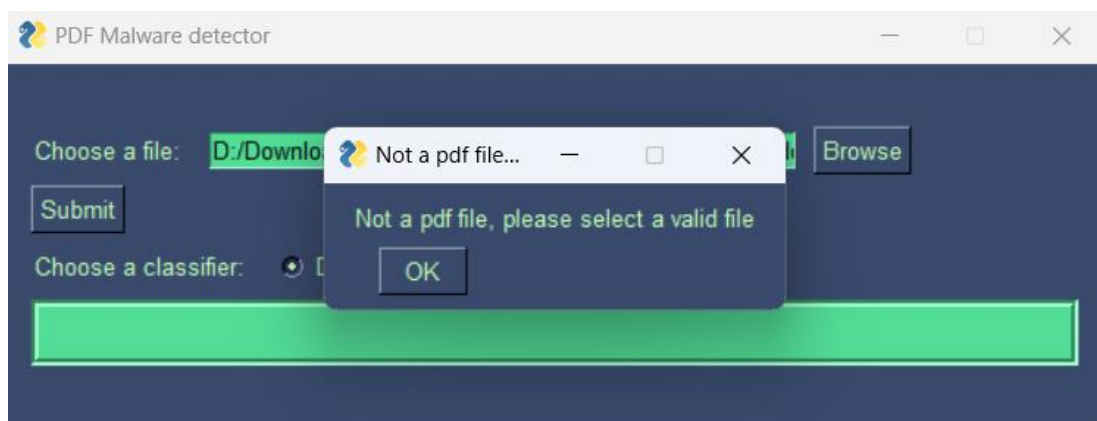 PDF Malware detector
Choose a file: D:/Downlo Browse
Not a pdf file...
Submit
Not a pdf file, please select a valid file
OK
Choose a classifier: